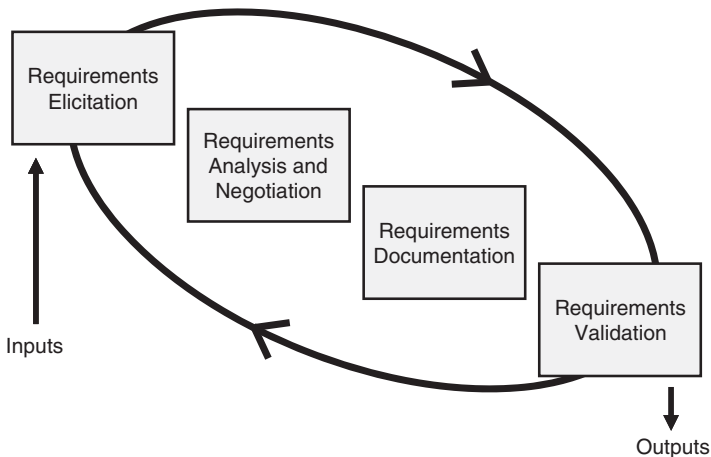 Requirements
Elicitation
Requirements
Analysis and
Negotiation
Requirements
Documentation
Requirements
Validation
Inputs
Outputs